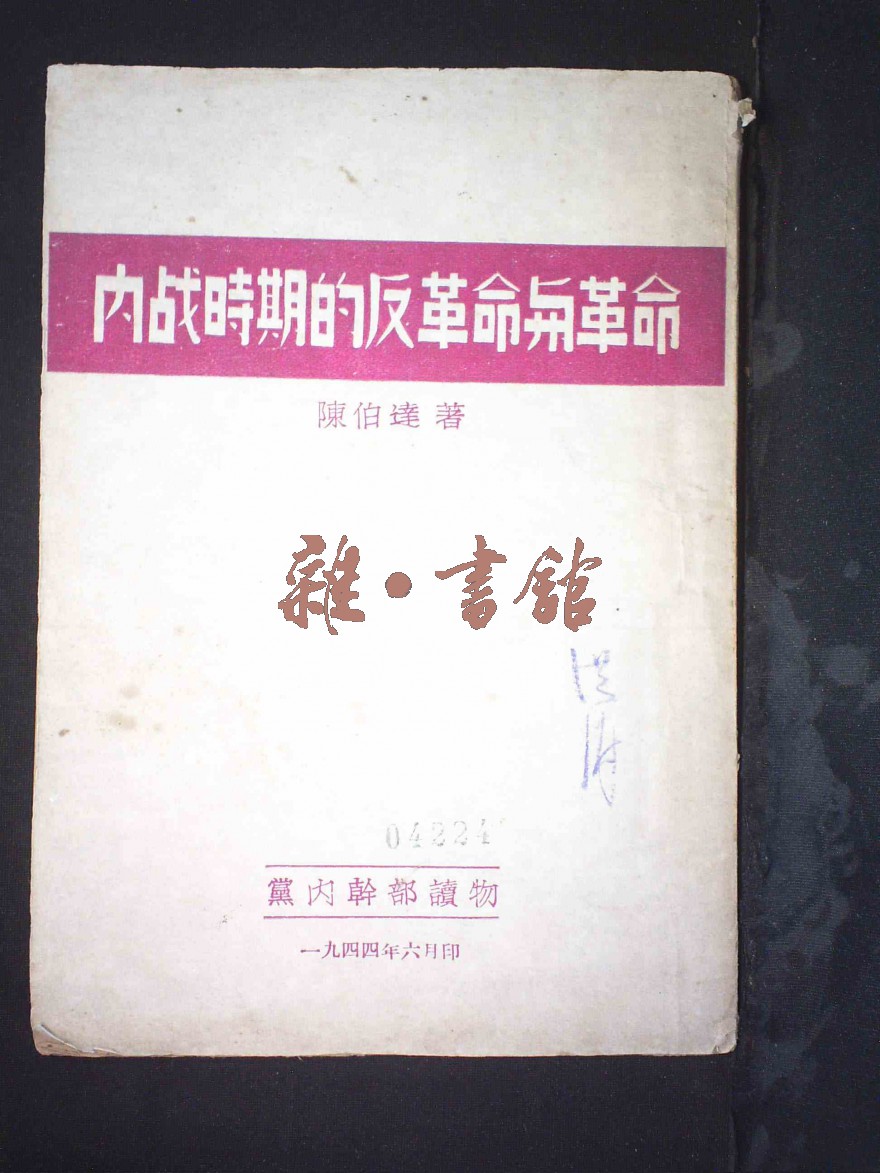 内战時期的反革命與革命
陳伯達 著
雜·書館
04224
黨内幹部讀物
一九四四年六月印